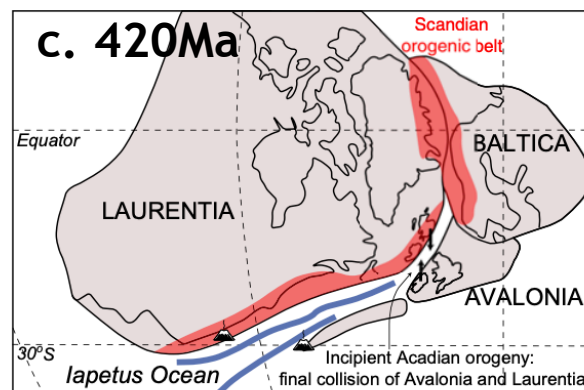 c. 420Ma
Scandian
orogenic belt
Equator
BALTICA
LAURENTIA
AVALONIA
30°S
Iapetus Ocean
Incipient Acadian orogeny:
final collision of Avalonia and Laurentia